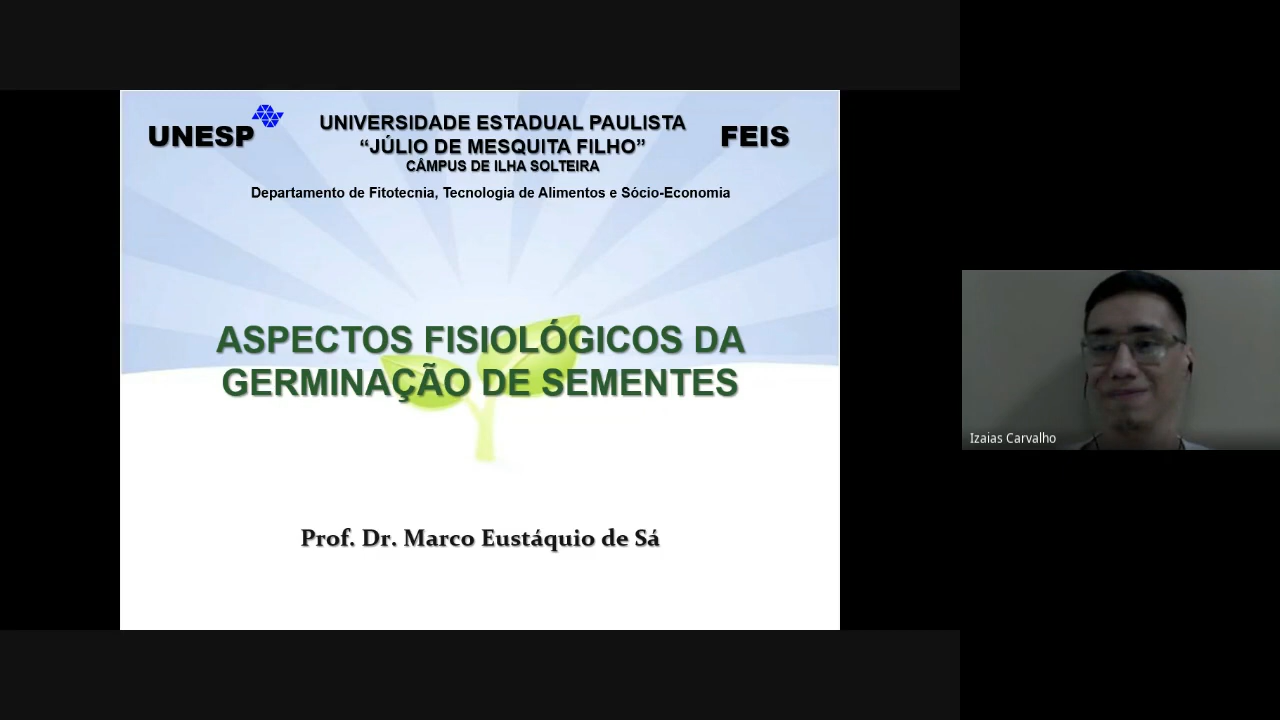 UNESP
UNIVERSIDADE ESTADUAL PAULISTA
“JÚLIO DE MESQUITA FILHO”
CÂMPUS DE ILHA SOLTEIRA
FEIS
Departamento de Fitotecnia, Tecnologia de Alimentos e Sócio-Economia
ASPECTOS FISIOLÓGICOS DA
GERMINAÇÃO DE SEMENTES
Prof. Dr. Marco Eustáquio de Sá
Izaias Carvalho